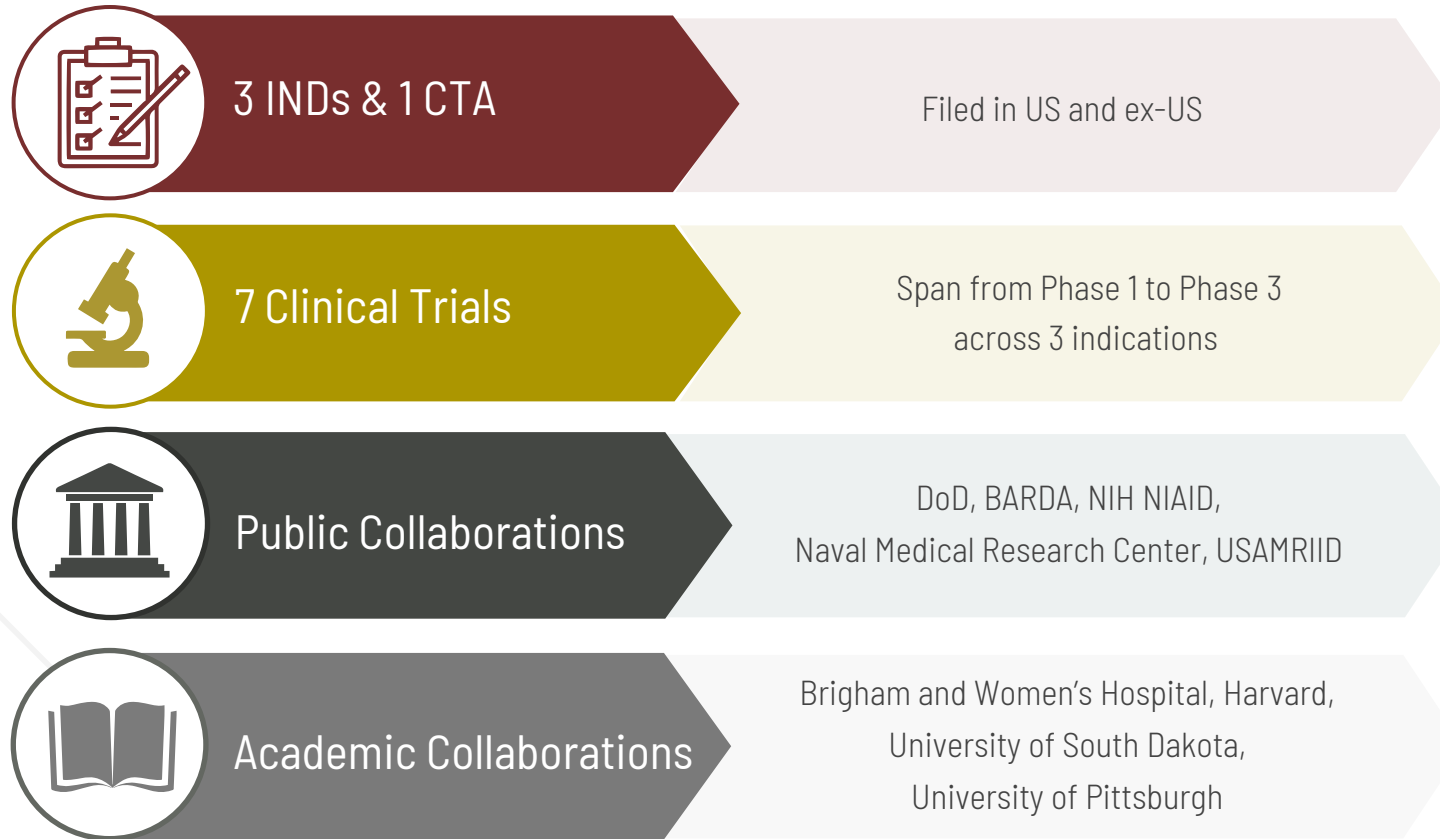 3 INDs & 1 CTA
Filed in US and ex-US
7 Clinical Trials
Span from Phase 1 to Phase 3
across 3 indications
Public Collaborations
DoD, BARDA, NIH NIAID,
Naval Medical Research Center, USAMRIID
Academic Collaborations
Brigham and Women’s Hospital, Harvard,
University of South Dakota,
University of Pittsburgh